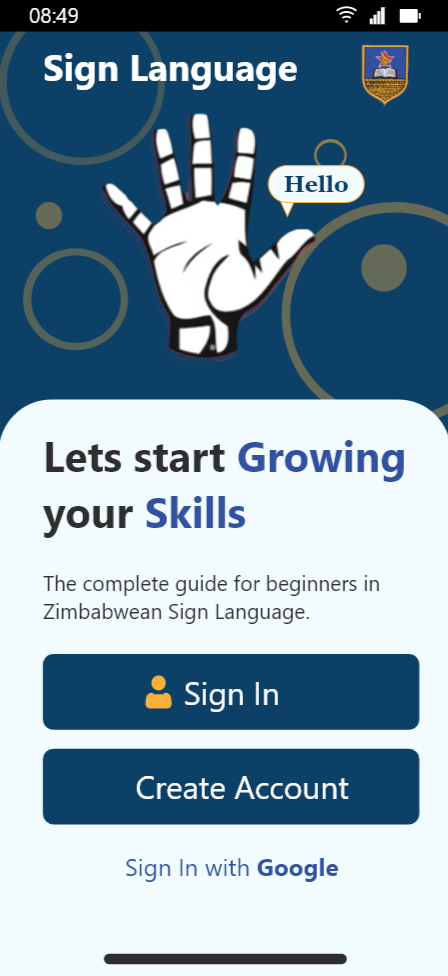 08:49
Sign Language
Hello
Lets start Growing
your Skills
The complete guide for beginners in
Zimbabwean Sign Language.
Sign In
Create Account
Sign In with Google